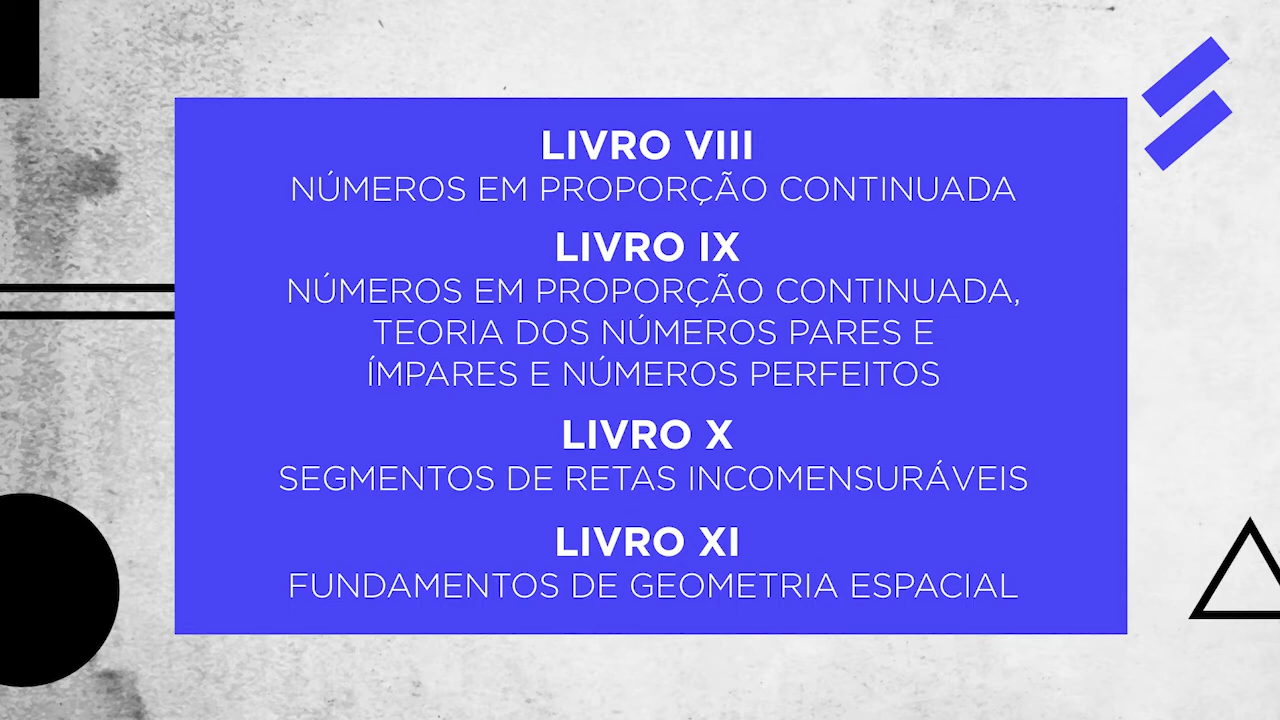 LIVRO VIII
NÚMEROS EM PROPORÇÃO CONTINUADA
LIVRO IX
NÚMEROS EM PROPORÇÃO CONTINUADA,
TEORIA DOS NÚMEROS PARES E
ÍMPARES E NÚMEROS PERFEITOS
LIVRO X
SEGMENTOS DE RETAS INCOMENSURÁVEIS
LIVRO XI
FUNDAMENTOS DE GEOMETRIA ESPACIAL